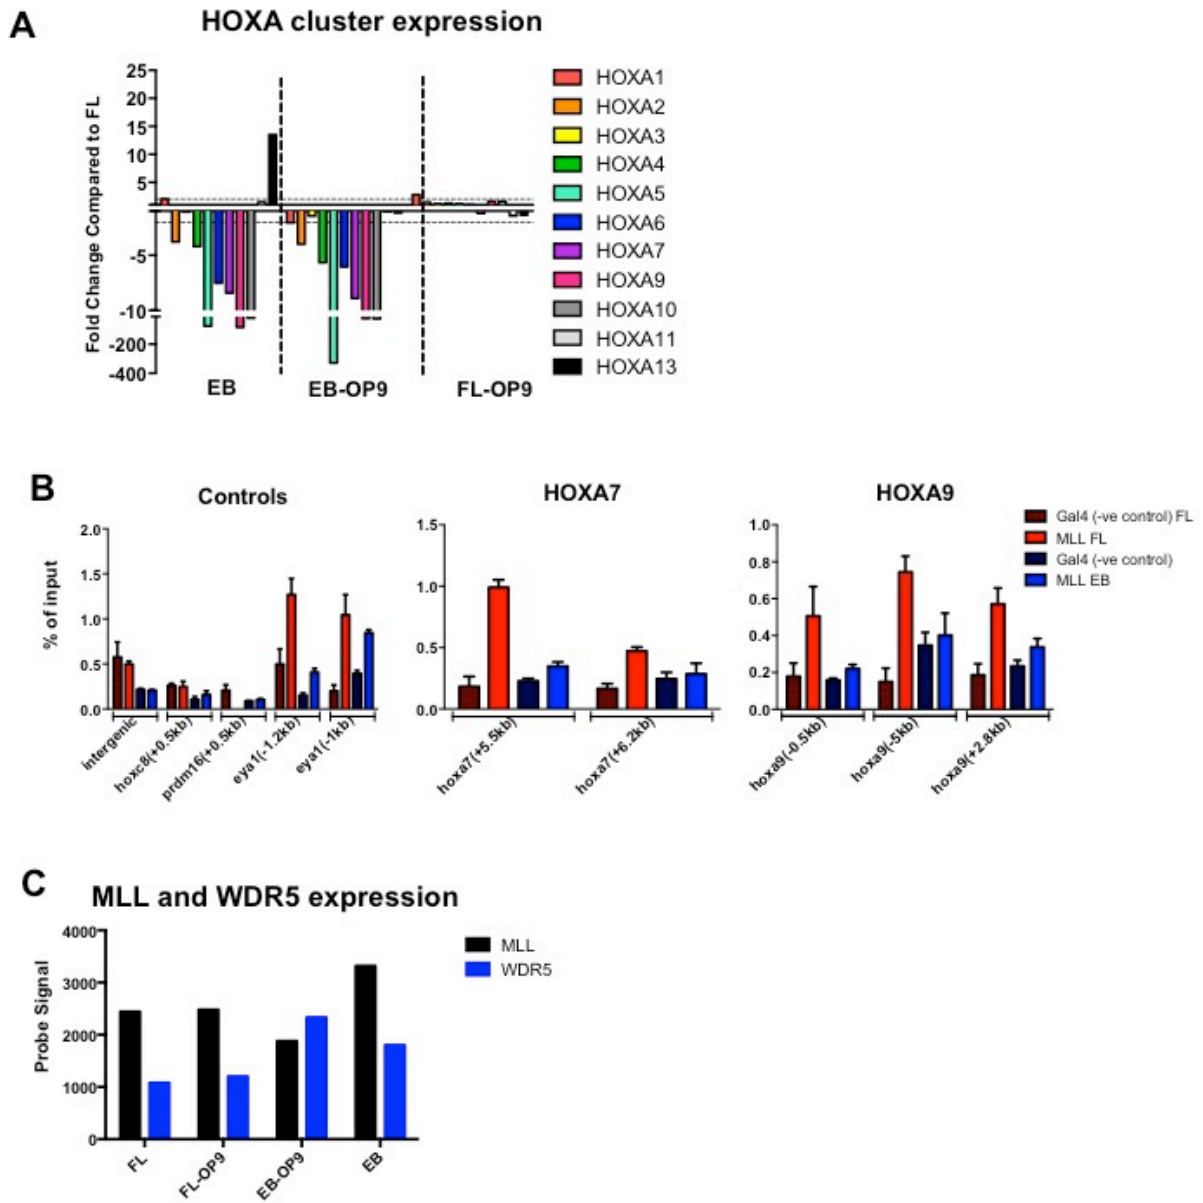 A
HOXA cluster expression
Fold Change Compared to FL
25
20
15
10
5
-5
-10
-200
-400
EB
EB-OP9
FL-OP9
HOXA1
HOXA2
HOXA3
HOXA4
HOXA5
HOXA6
HOXA7
HOXA9
HOXA10
HOXA11
HOXA13
B
Controls
% of input
2.0
1.5
1.0
0.5
0.0
intergenic
hoxc8(+0.5kb)
prdm16(+0.5kb)
eya1(-1.2kb)
eya1(-1kb)
HOXA7
1.5
1.0
0.5
0.0
hoxa7(+5.5kb)
hoxa7(+6.2kb)
HOXA9
1.0
0.8
0.6
0.4
0.2
0.0
hoxa9(-0.5kb)
hoxa9(-5kb)
hoxa9(+2.8kb)
Gal4 (-ve control) FL
MLL FL
Gal4 (-ve control)
MLL EB
C
MLL and WDR5 expression
Probe Signal
4000
3000
2000
1000
0
FL
FL-OP9
EB-OP9
EB
MLL
WDR5